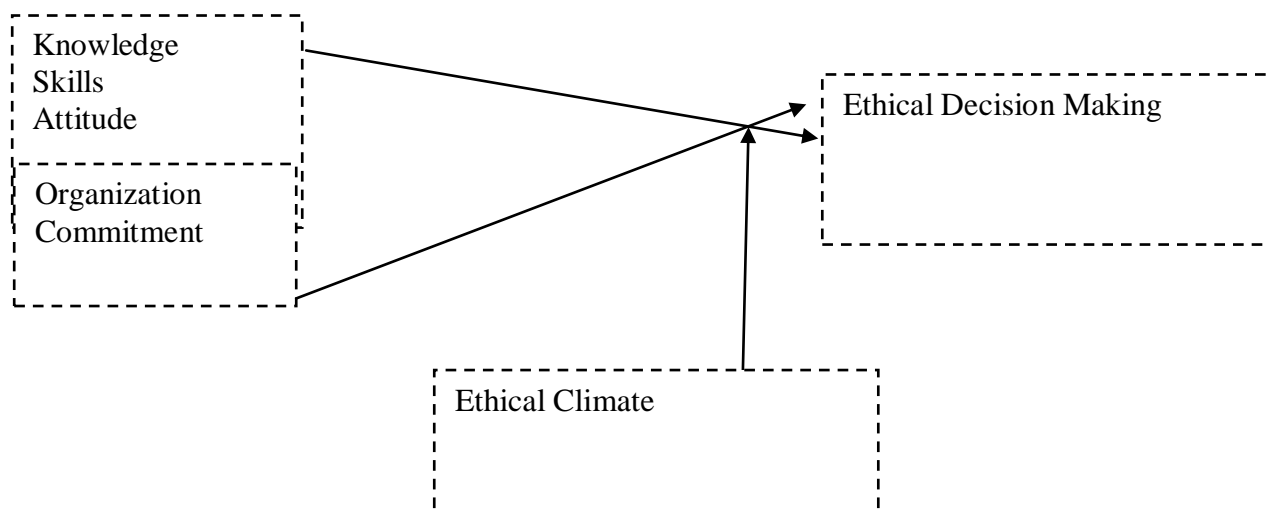 Knowledge
Skills
Attitude
Organization
Commitment
Ethical Decision Making
Ethical Climate